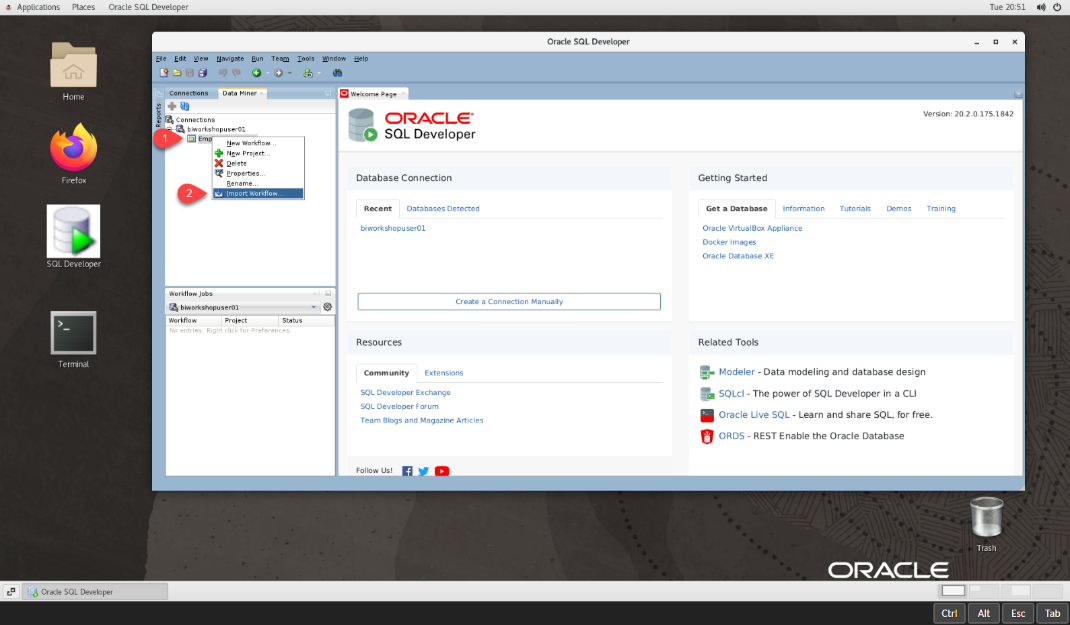 Applications Places Oracle SQL Developer Tue 20:51
Home
Firefox
SQL Developer
Terminal
Oracle SQL Developer
File Edit View Navigate Run Team Tools Window Help
Connections Data Miner
Reports
Connections
biworkshopuser01
1 Emp
New Workflow...
New Project...
Delete
Properties...
Rename...
2 Import Workflow...
Workflow Jobs
biworkshopuser01
Workflow Project Status
No entries. Right click for Preferences.
Welcome Page
ORACLE
SQL Developer
Version: 20.2.0.175.1842
Database Connection
Recent Databases Detected
biworkshopuser01
Create a Connection Manually
Getting Started
Get a Database Information Tutorials Demos Training
Oracle VirtualBox Appliance
Docker Images
Oracle Database XE
Resources
Community Extensions
SQL Developer Exchange
SQL Developer Forum
Team Blogs and Magazine Articles
Follow Us!
Related Tools
Modeler - Data modeling and database design
SQLcl - The power of SQL Developer in a CLI
Oracle Live SQL - Learn and share SQL, for free.
ORDS - REST Enable the Oracle Database
Trash
ORACLE
Oracle SQL Developer
Ctrl Alt Esc Tab